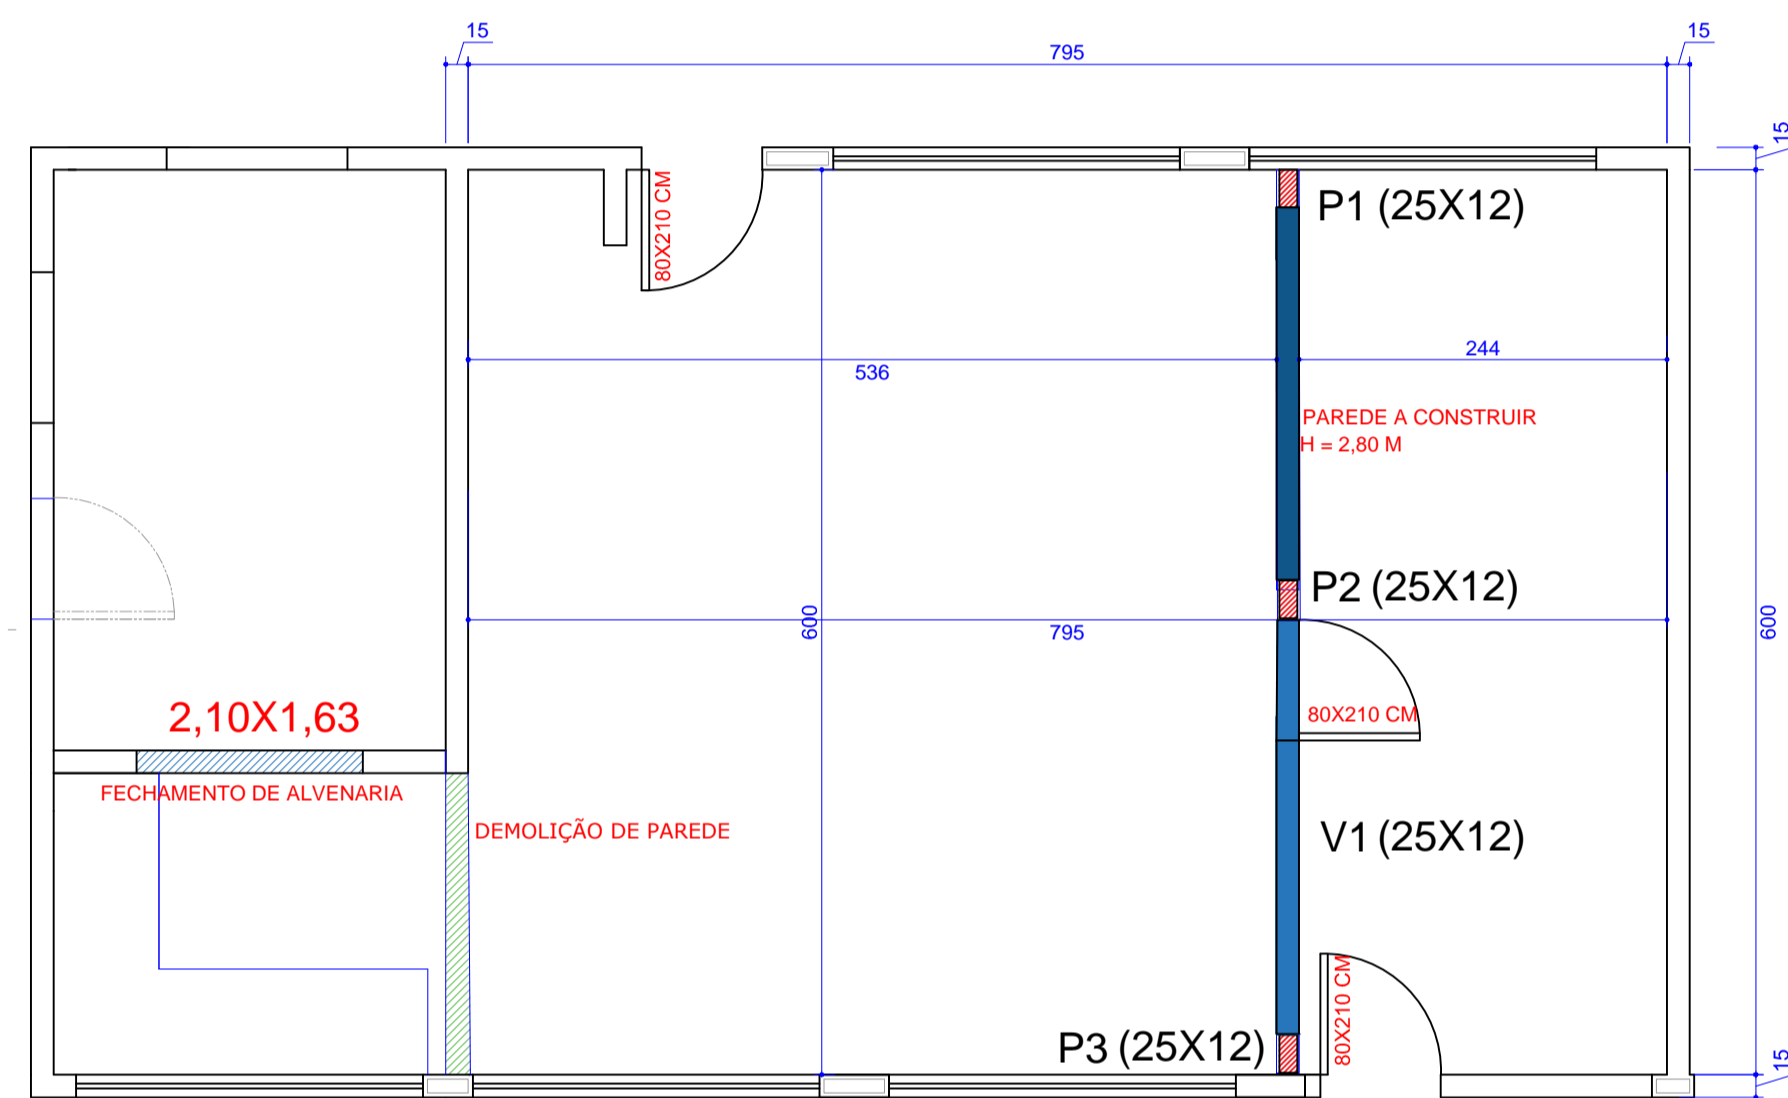 15
795
15
15
80X210 CM
P1 (25X12)
244
536
PAREDE A CONSTRUIR
H = 2,80 M
P2 (25X12)
600
795
600
2,10X1,63
80X210 CM
FECHAMENTO DE ALVENARIA
DEMOLIÇÃO DE PAREDE
V1 (25X12)
80X210 CM
P3 (25X12)
15